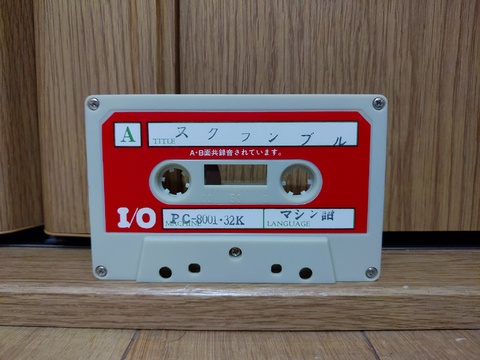 A
TITLE スクランブル
A・B面共録音されています。
I/O
PC-8001・32K マシン語
MACHINE LANGUAGE